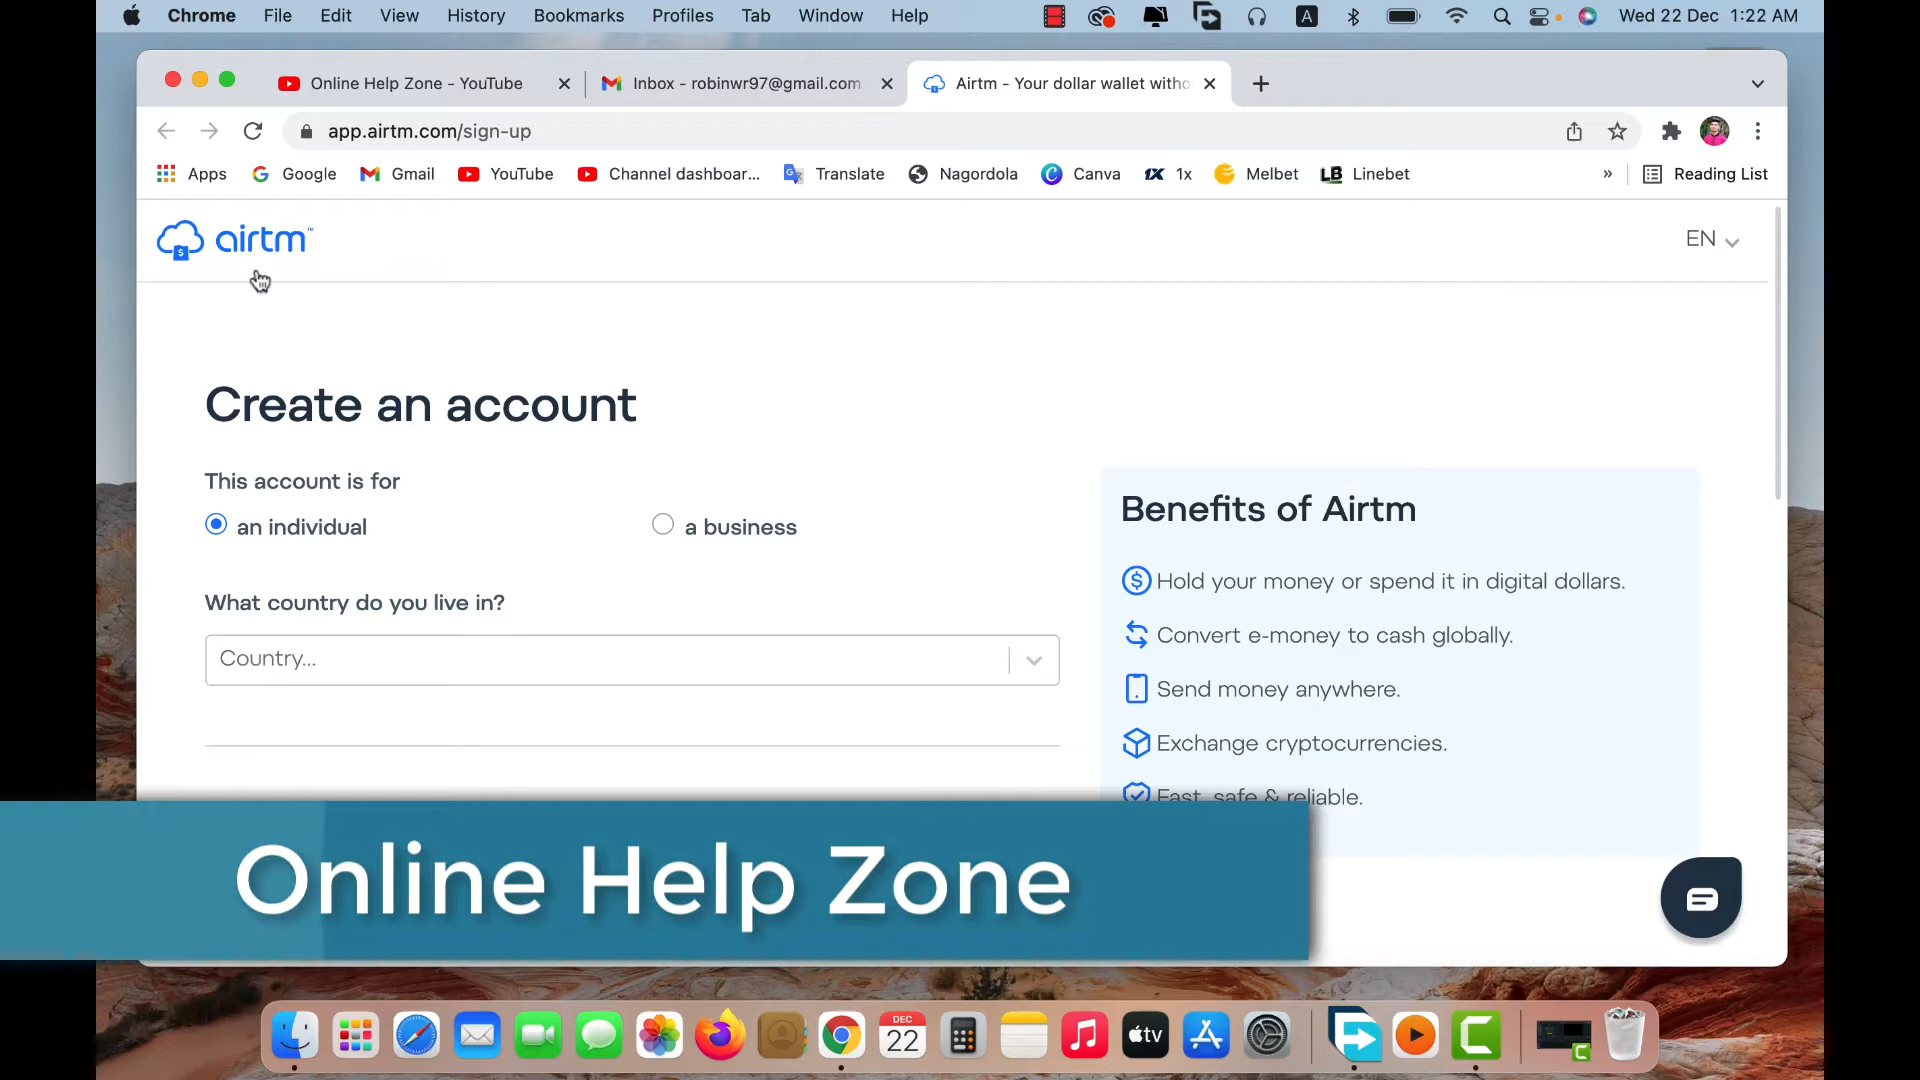 Chrome File Edit View History Bookmarks Profiles Tab Window Help A Wed 22 Dec 1:22 AM
Online Help Zone - YouTube Inbox - robinwr97@gmail.com Airtm - Your dollar wallet witho
app.airtm.com/sign-up
Apps Google Gmail YouTube Channel dashboar... Translate Nagordola Canva 1X 1x Melbet LB Linebet » Reading List
airtm™ EN
Create an account
This account is for
an individual a business
What country do you live in?
Country...
Benefits of Airtm
Hold your money or spend it in digital dollars.
Convert e-money to cash globally.
Send money anywhere.
Exchange cryptocurrencies.
Fast, safe & reliable.
Online Help Zone
DEC
22
tv